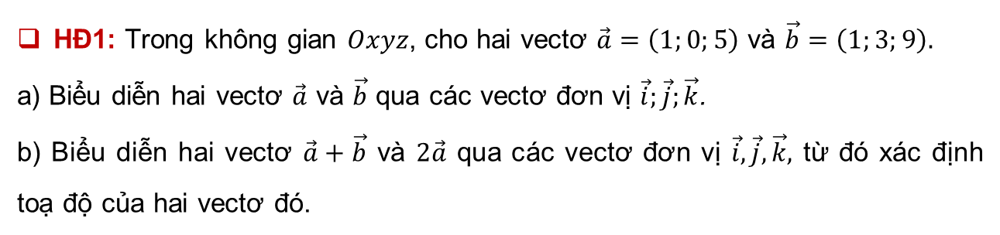 ❑ HĐ1: Trong không gian 𝑂𝑥𝑦𝑧, cho hai vectơ a⃗ = (1; 0; 5) và b⃗ = (1; 3; 9).
a) Biểu diễn hai vectơ a⃗ và b⃗ qua các vectơ đơn vị i⃗; j⃗; k⃗.
b) Biểu diễn hai vectơ a⃗ + b⃗ và 2a⃗ qua các vectơ đơn vị i⃗, j⃗, k⃗, từ đó xác định
toạ độ của hai vectơ đó.